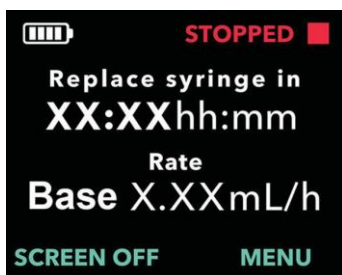 STOPPED
Replace syringe in
XX:XXhh:mm
Rate
Base X.XXmL/h
SCREEN OFF MENU